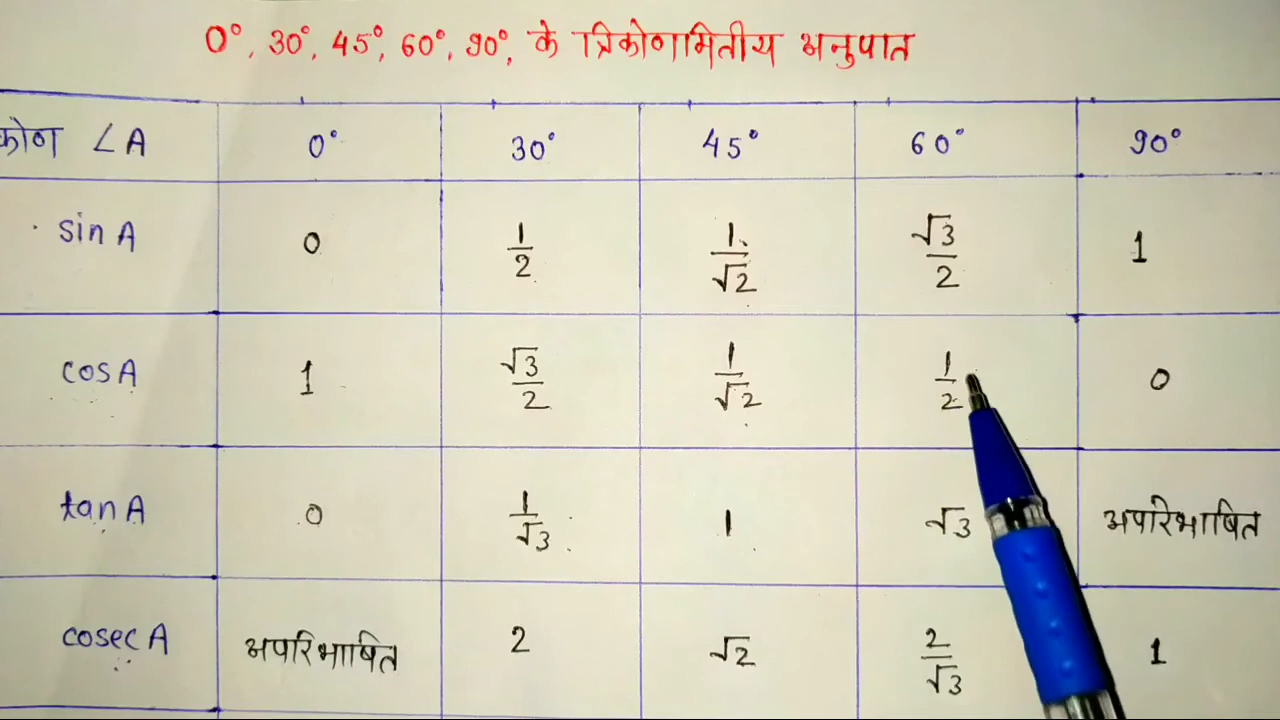 0°, 30°, 45°, 60°, 90°, के त्रिकोणमितीय अनुपात
कोण ∠A 0° 30° 45° 60° 90°
sin A 0 1/2 1/√2 √3/2 1
cos A 1 √3/2 1/√2 1/2 0
tan A 0 1/√3 1 √3 अपरिभाषित
cosec A अपरिभाषित 2 √2 2/√3 1